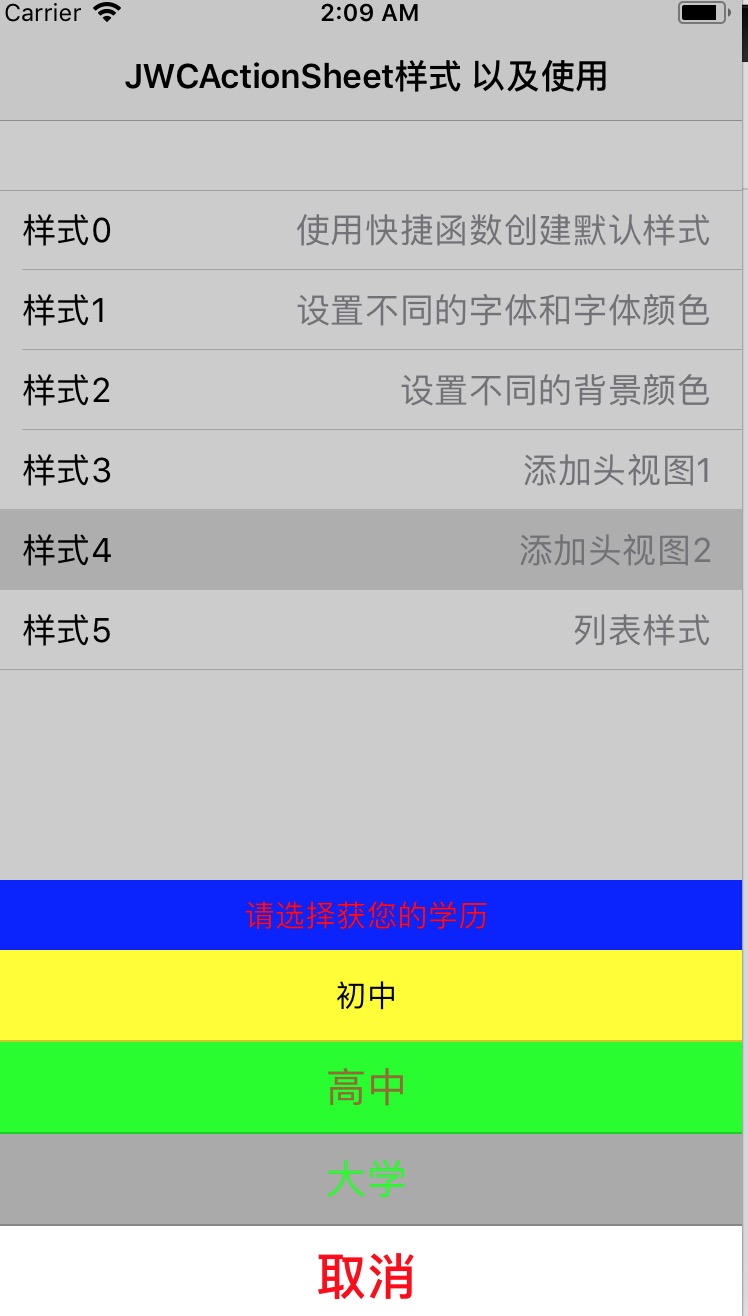 Carrier 2:09 AM
JWCActionSheet样式 以及使用
样式0 使用快捷函数创建默认样式
样式1 设置不同的字体和字体颜色
样式2 设置不同的背景颜色
样式3 添加头视图1
样式4 添加头视图2
样式5 列表样式
请选择获您的学历
初中
高中
大学
取消